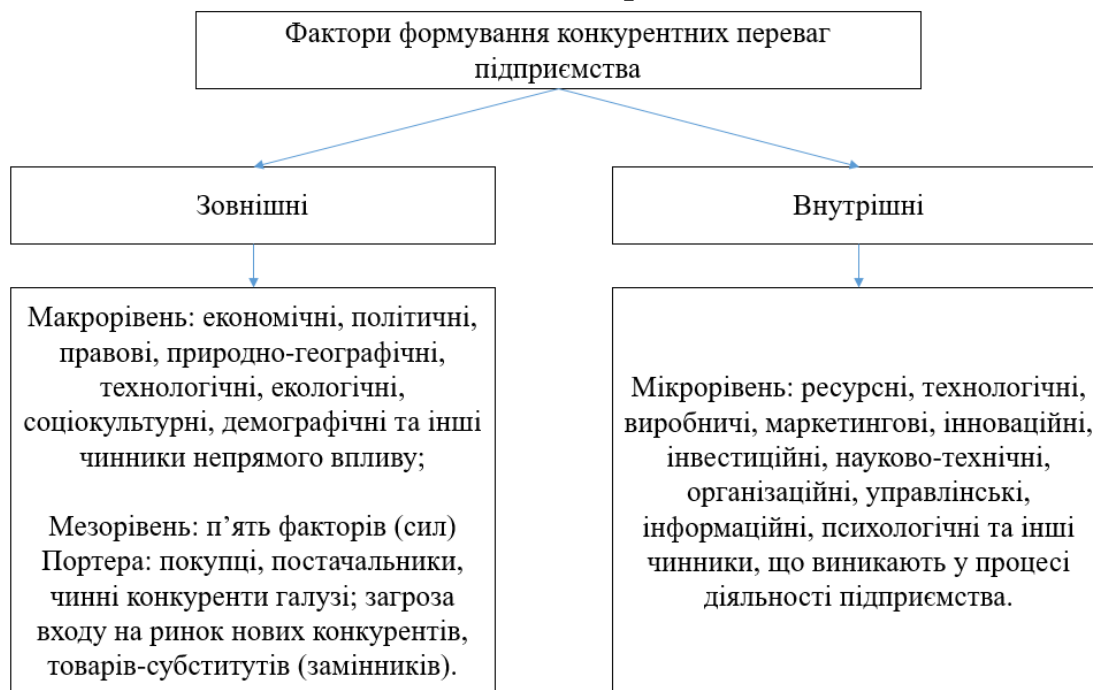 Фактори формування конкурентних переваг
підприємства
Зовнішні
Внутрішні
Макрорівень: економічні, політичні,
правові, природно-географічні,
технологічні, екологічні,
соціокультурні, демографічні та інші
чинники непрямого впливу;
Мезорівень: п’ять факторів (сил)
Портера: покупці, постачальники,
чинні конкуренти галузі; загроза
входу на ринок нових конкурентів,
товарів-субститутів (замінників).
Мікрорівень: ресурсні, технологічні,
виробничі, маркетингові, інноваційні,
інвестиційні, науково-технічні,
організаційні, управлінські,
інформаційні, психологічні та інші
чинники, що виникають у процесі
діяльності підприємства.